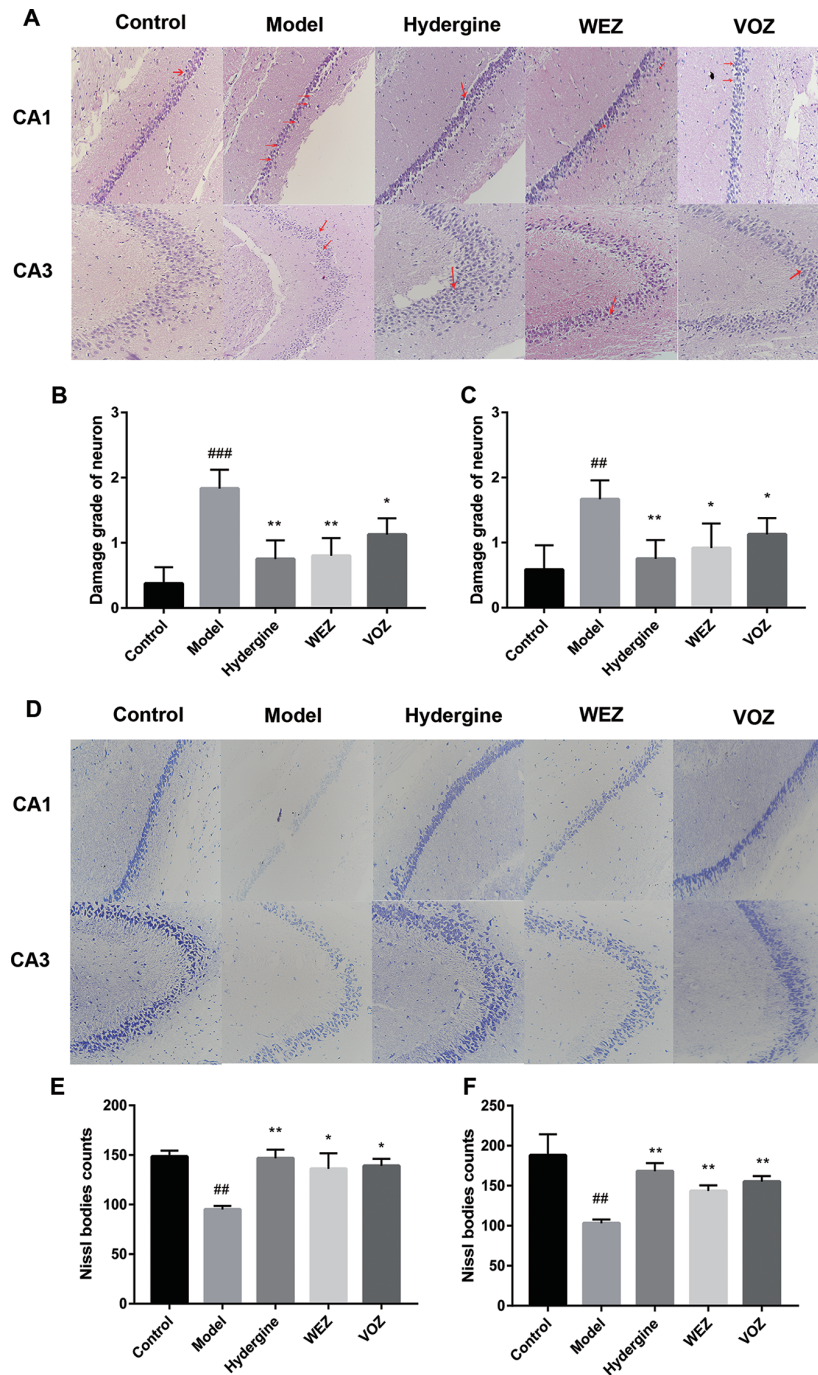 A
Control Model Hydergine WEZ VOZ
CA1
CA3
B
Damage grade of neuron
3
2
1
0
###
**
**
*
Control Model Hydergine WEZ VOZ
C
Damage grade of neuron
3
2
1
0
##
**
*
*
Control Model Hydergine WEZ VOZ
D
Control Model Hydergine WEZ VOZ
CA1
CA3
E
Nissl bodies counts
200
150
100
50
0
##
**
*
*
Control Model Hydergine WEZ VOZ
F
Nissl bodies counts
250
200
150
100
50
0
##
**
**
**
Control Model Hydergine WEZ VOZ